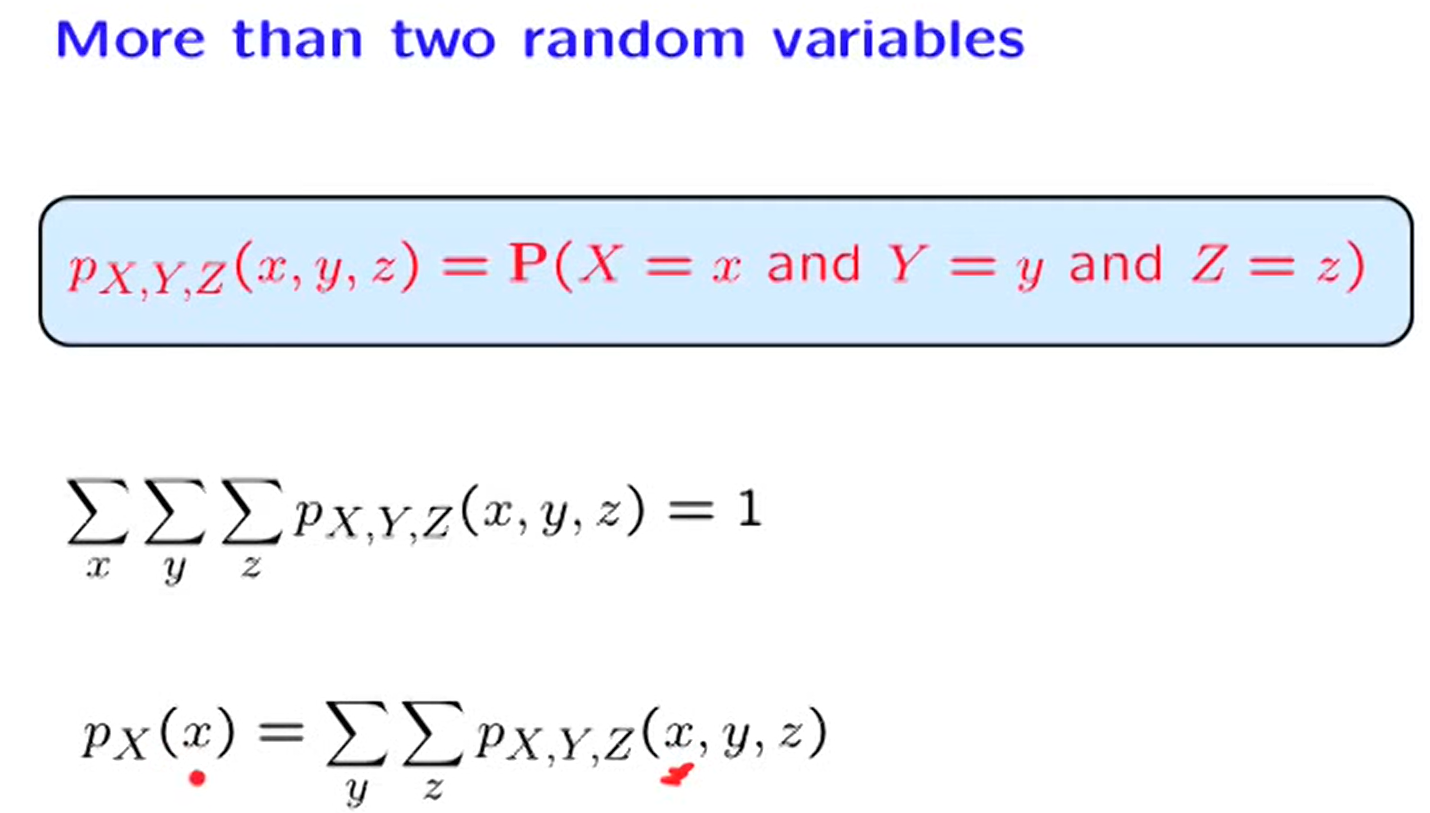 More than two random variables
p_{X,Y,Z}(x, y, z) = P(X = x and Y = y and Z = z)
∑_x ∑_y ∑_z p_{X,Y,Z}(x, y, z) = 1
p_X(x) = ∑_y ∑_z p_{X,Y,Z}(x, y, z)